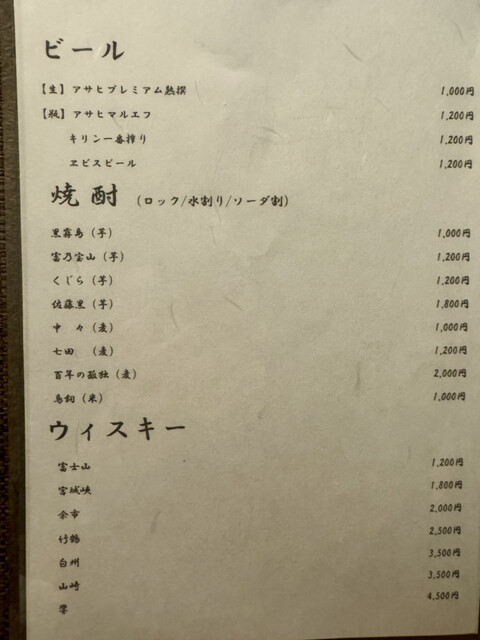 ビール
【生】アサヒプレミアム熟撰 1,000円
【瓶】アサヒマルエフ 1,200円
キリン一番搾り 1,200円
ヱビスビール 1,200円
焼酎 (ロック/水割り/ソーダ割)
黒霧島（芋） 1,000円
富乃宝山（芋） 1,200円
くじら（芋） 1,200円
佐藤黒（芋） 1,800円
中々（麦） 1,000円
七田（麦） 1,200円
百年の孤独（麦） 2,000円
鳥飼（米） 1,000円
ウィスキー
富士山 1,200円
宮城峡 1,800円
余市 2,000円
竹鶴 2,500円
白州 3,500円
山崎 3,500円
響 4,500円